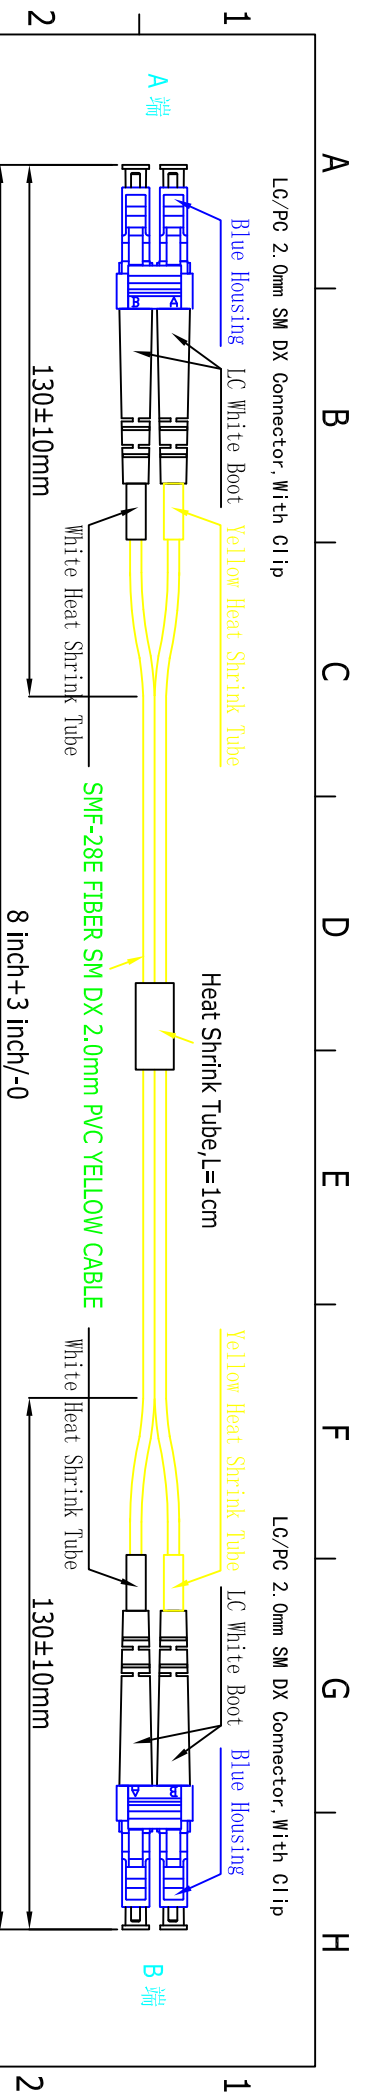 A
B
C
D
E
F
G
H
1
1
2
2
LC/PC 2.0mm SM DX Connector,With Clip
LC/PC 2.0mm SM DX Connector,With Clip
Blue Housing
LC White Boot
Yellow Heat Shrink Tube
Heat Shrink Tube,L=1cm
Yellow Heat Shrink Tube
LC White Boot
Blue Housing
A 端
A
B
B
A
B 端
White Heat Shrink Tube
SMF-28E FIBER SM DX 2.0mm PVC YELLOW CABLE
White Heat Shrink Tube
130±10mm
130±10mm
8 inch+3 inch/-0